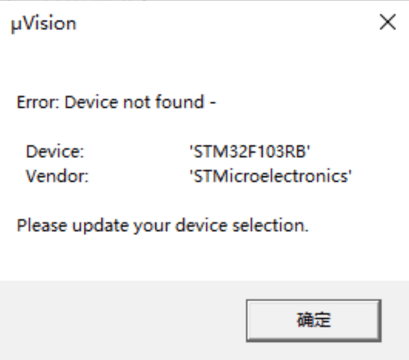 µVision
Error: Device not found -
Device: 'STM32F103RB'
Vendor: 'STMicroelectronics'
Please update your device selection.
确定